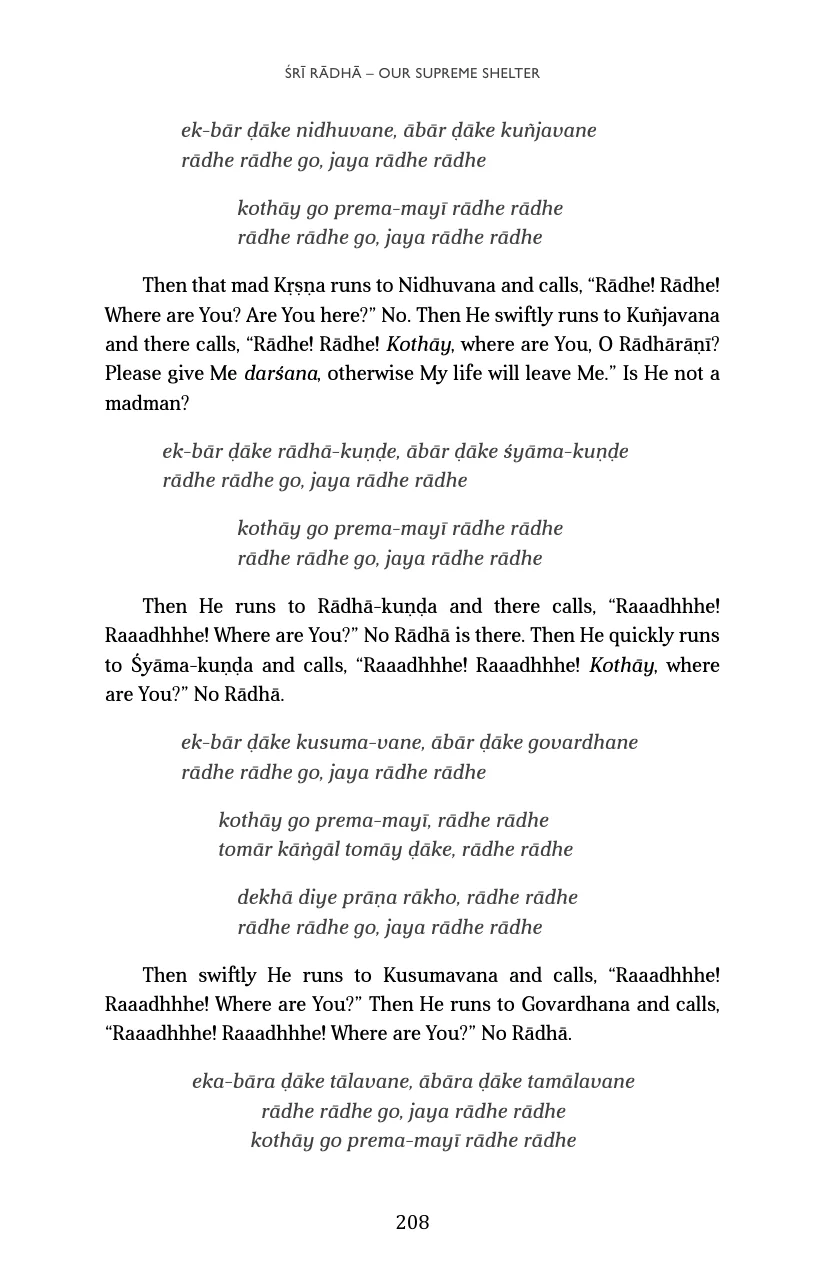 ŚRĪ RĀDHĀ – OUR SUPREME SHELTER
ek-bār ḍāke nidhuvane, ābār ḍāke kuñjavane
rādhe rādhe go, jaya rādhe rādhe
kothāy go prema-mayī rādhe rādhe
rādhe rādhe go, jaya rādhe rādhe
Then that mad Kṛṣṇa runs to Nidhuvana and calls, “Rādhe! Rādhe!
Where are You? Are You here?” No. Then He swiftly runs to Kuñjavana
and there calls, “Rādhe! Rādhe! Kothāy, where are You, O Rādhārāṇī?
Please give Me darśana, otherwise My life will leave Me.” Is He not a
madman?
ek-bār ḍāke rādhā-kuṇḍe, ābār ḍāke śyāma-kuṇḍe
rādhe rādhe go, jaya rādhe rādhe
kothāy go prema-mayī rādhe rādhe
rādhe rādhe go, jaya rādhe rādhe
Then He runs to Rādhā-kuṇḍa and there calls, “Raaadhhhe!
Raaadhhhe! Where are You?” No Rādhā is there. Then He quickly runs
to Śyāma-kuṇḍa and calls, “Raaadhhhe! Raaadhhhe! Kothāy, where
are You?” No Rādhā.
ek-bār ḍāke kusuma-vane, ābār ḍāke govardhane
rādhe rādhe go, jaya rādhe rādhe
kothāy go prema-mayī, rādhe rādhe
tomār kāṅgāl tomāy ḍāke, rādhe rādhe
dekhā diye prāṇa rākho, rādhe rādhe
rādhe rādhe go, jaya rādhe rādhe
Then swiftly He runs to Kusumavana and calls, “Raaadhhhe!
Raaadhhhe! Where are You?” Then He runs to Govardhana and calls,
“Raaadhhhe! Raaadhhhe! Where are You?” No Rādhā.
eka-bāra ḍāke tālavane, ābāra ḍāke tamālavane
rādhe rādhe go, jaya rādhe rādhe
kothāy go prema-mayī rādhe rādhe
208